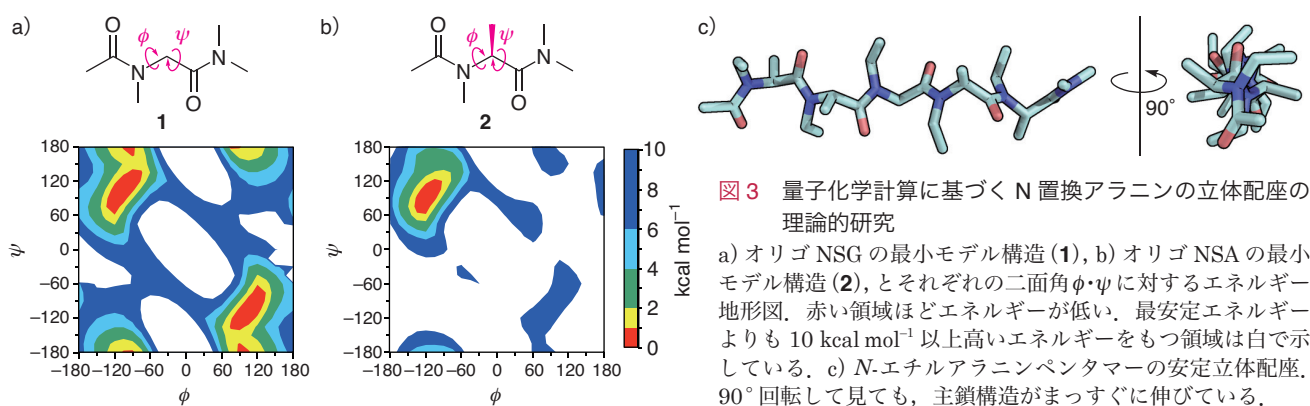 a)
O
ϕ
ψ
N
N
O
1
b)
O
ϕ
ψ
N
N
O
2
c)
90°
180
120
60
0
−60
−120
−180
ψ
−180
−120
−60
0
60
120
180
ϕ
180
120
60
0
−60
−120
−180
ψ
−180
−120
−60
0
60
120
180
ϕ
10
8
6
4
2
0
kcal mol⁻¹
図 3 量子化学計算に基づく N 置換アラニンの立体配座の
理論的研究
a) オリゴ NSG の最小モデル構造 (1), b) オリゴ NSA の最小
モデル構造 (2), とそれぞれの二面角 ϕ・ψ に対するエネルギー
地形図. 赤い領域ほどエネルギーが低い. 最安定エネルギー
よりも 10 kcal mol⁻¹ 以上高いエネルギーをもつ領域は白で示
している. c) N-エチルアラニンペンタマーの安定立体配座.
90° 回転して見ても, 主鎖構造がまっすぐに伸びている.